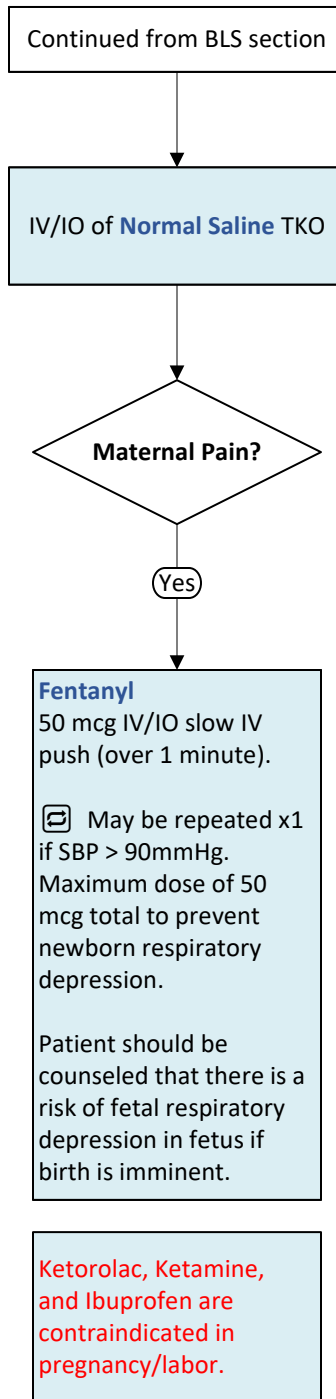 Continued from BLS section
IV/IO of Normal Saline TKO
Maternal Pain?
Yes
Fentanyl
50 mcg IV/IO slow IV
push (over 1 minute).
May be repeated x1
if SBP > 90mmHg.
Maximum dose of 50
mcg total to prevent
newborn respiratory
depression.
Patient should be
counseled that there is a
risk of fetal respiratory
depression in fetus if
birth is imminent.
Ketorolac, Ketamine,
and Ibuprofen are
contraindicated in
pregnancy/labor.